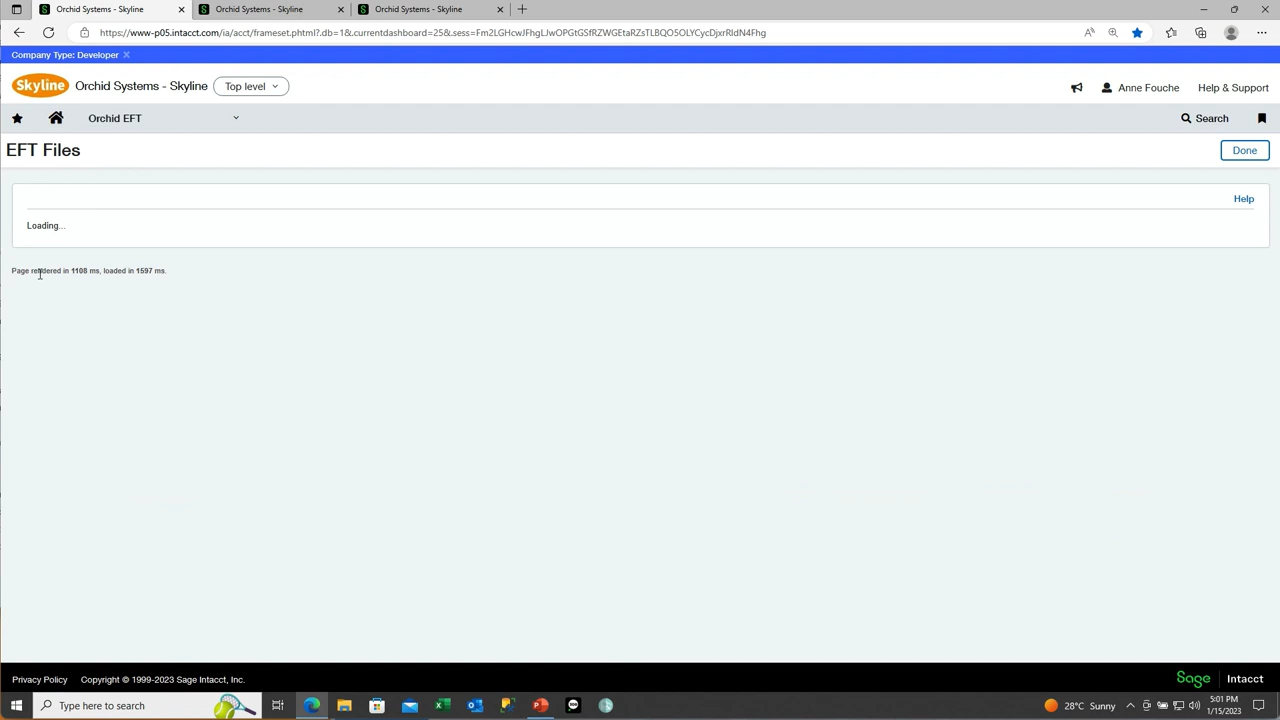 Orchid Systems - Skyline
Orchid Systems - Skyline
Orchid Systems - Skyline
https://www-p05.intacct.com/ia/acct/frameset.phtml?.db=1&.currentdashboard=25&.sess=Fm2LGHcwJFhgLJwOPGtGSfRZWGEtaRZsTLBQO5OLYCycDjxrRldN4Fhg
Company Type: Developer
Skyline
Orchid Systems - Skyline
Top level
Anne Fouche
Help & Support
Orchid EFT
Search
EFT Files
Done
Help
Loading...
Page rendered in 1108 ms, loaded in 1597 ms.
Privacy Policy
Copyright © 1999-2023 Sage Intacct, Inc.
Sage Intacct
Type here to search
28°C Sunny
5:01 PM
1/15/2023